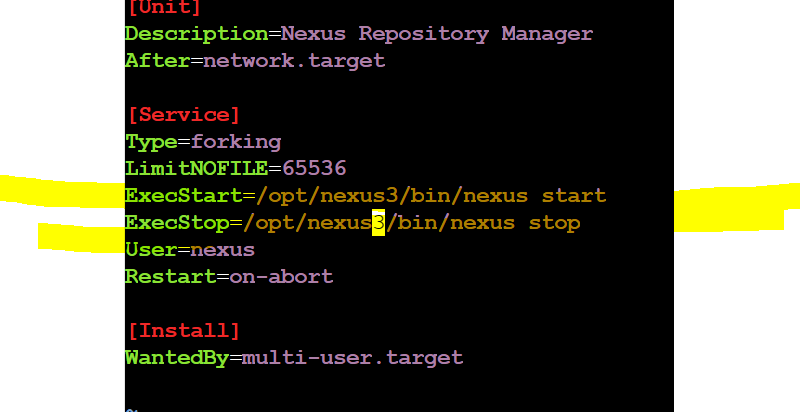 [Unit]
Description=Nexus Repository Manager
After=network.target
[Service]
Type=forking
LimitNOFILE=65536
ExecStart=/opt/nexus3/bin/nexus start
ExecStop=/opt/nexus3/bin/nexus stop
User=nexus
Restart=on-abort
[Install]
WantedBy=multi-user.target
~